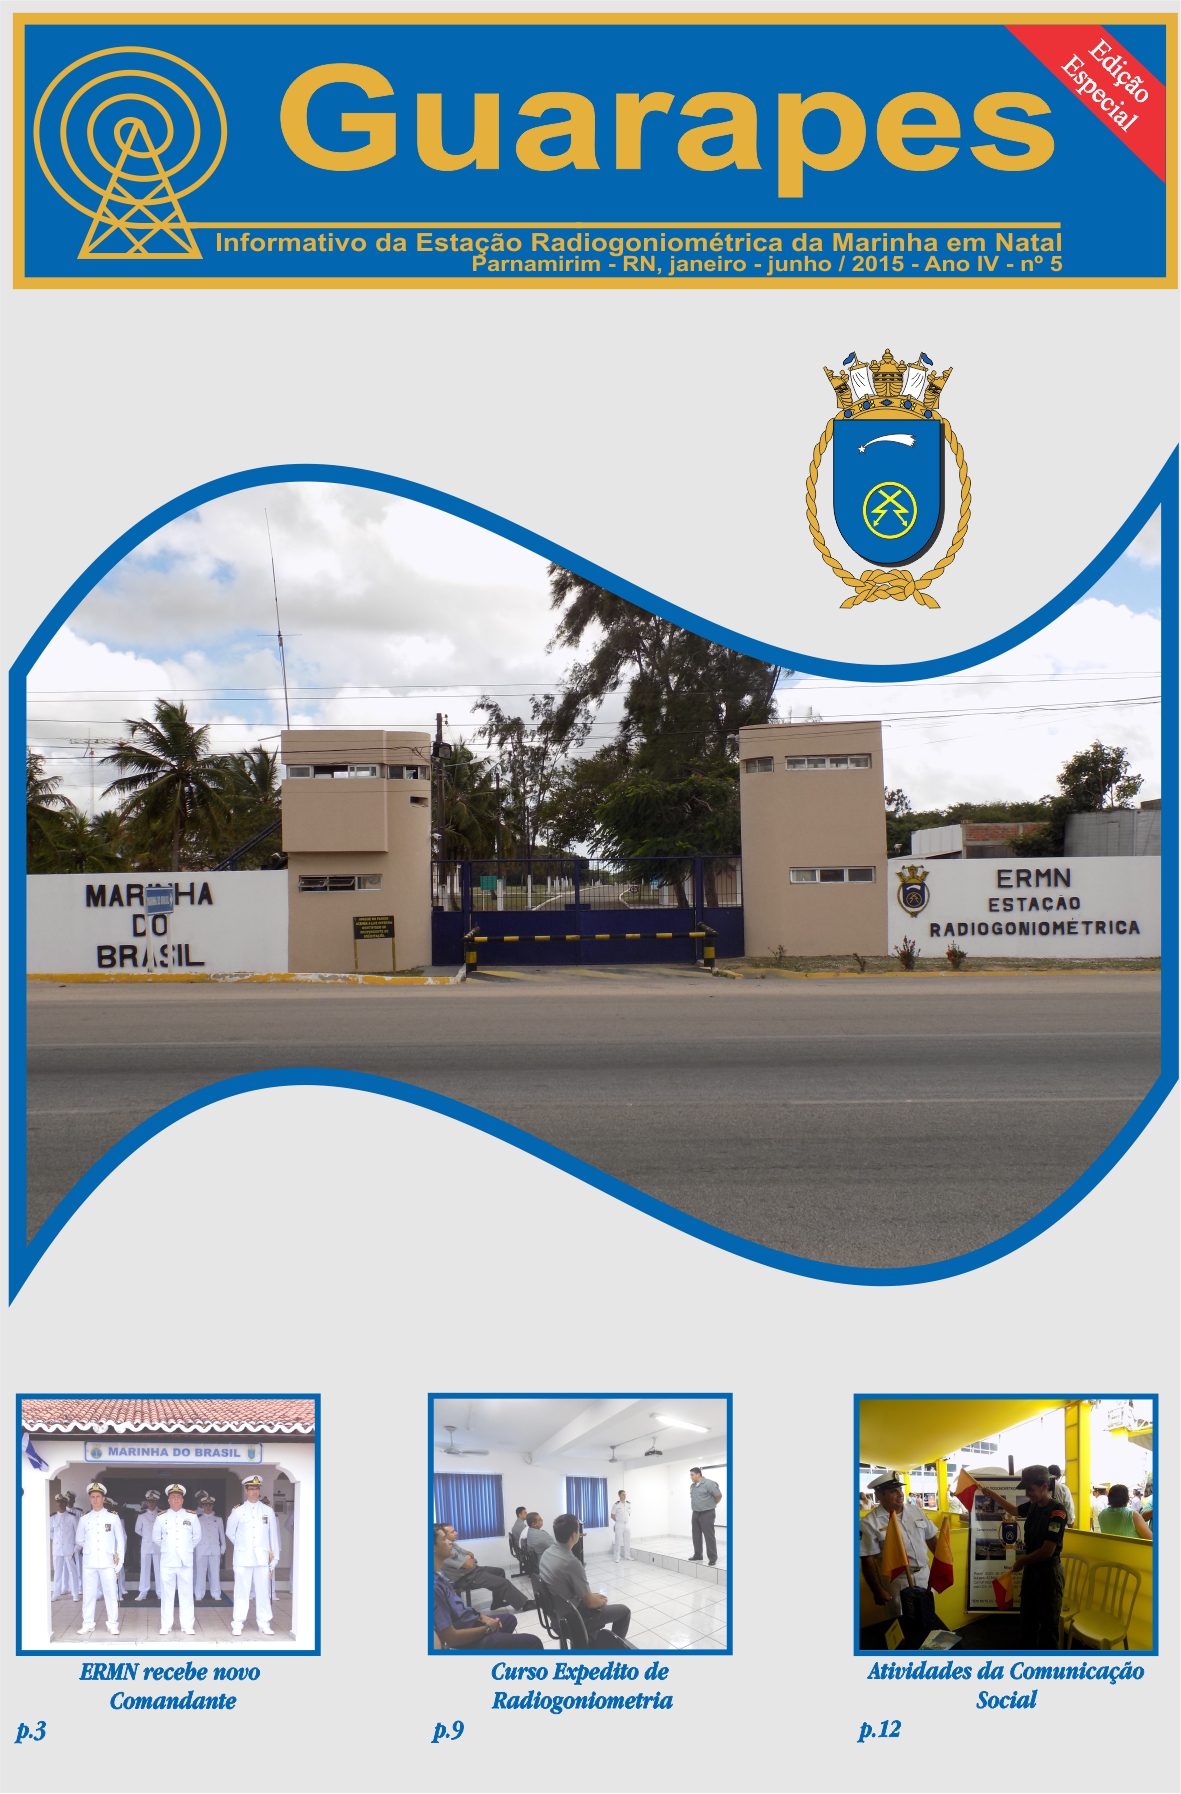 Guarapes
Edição
Especial
Informativo da Estação Radiogoniométrica da Marinha em Natal
Parnamirim - RN, janeiro - junho / 2015 - Ano IV - nº 5
MARINHA
DO
BRASIL
ERMN
ESTAÇÃO
RADIOGONIOMÉTRICA
MARINHA DO BRASIL
ERMN recebe novo
Comandante
p.3
Curso Expedito de
Radiogoniometria
p.9
Atividades da Comunicação
Social
p.12